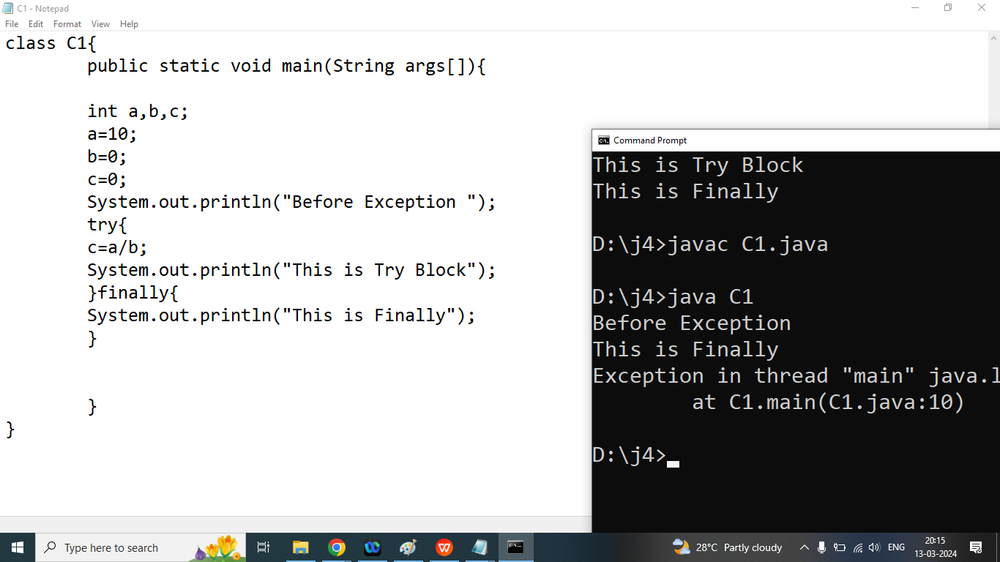 C1 - Notepad
File Edit Format View Help
class C1{
public static void main(String args[]){
int a,b,c;
a=10;
b=0;
c=0;
System.out.println("Before Exception ");
try{
c=a/b;
System.out.println("This is Try Block");
}finally{
System.out.println("This is Finally");
}
}
}
Command Prompt
This is Try Block
This is Finally
D:\j4>javac C1.java
D:\j4>java C1
Before Exception
This is Finally
Exception in thread "main" java.l
at C1.main(C1.java:10)
D:\j4>
Type here to search
28°C Partly cloudy
ENG
20:15
13-03-2024